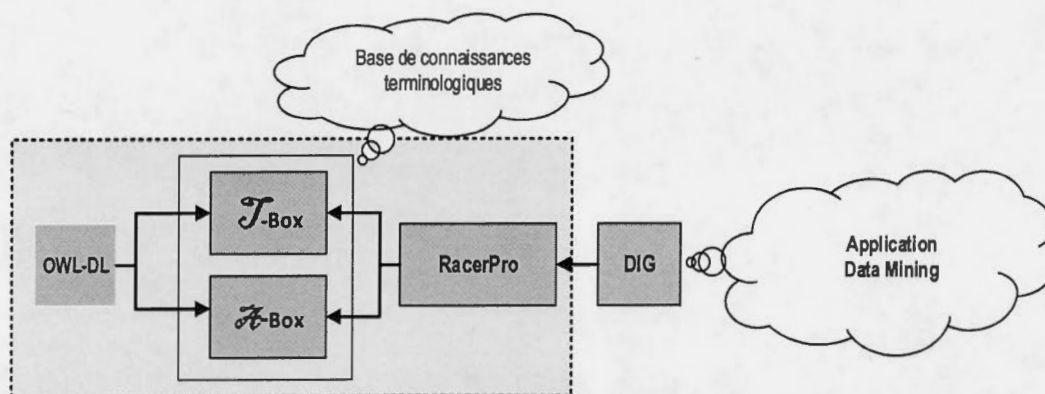 Base de connaissances
terminologiques
𝒯-Box
OWL-DL
RacerPro
DIG
Application
Data Mining
𝒜-Box